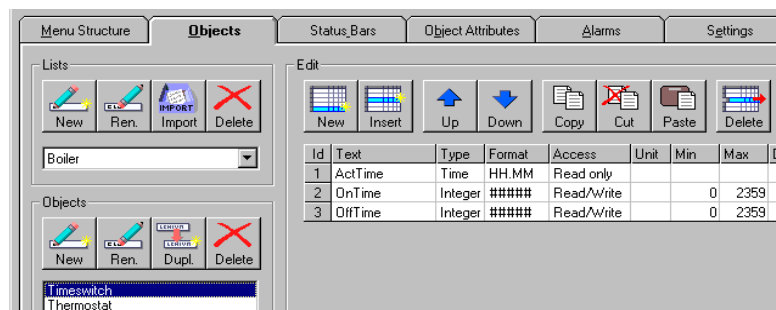 Menu Structure Objects Status Bars Object Attributes Alarms Settings
Lists
New Ren. Import Delete
IMPORT
Boiler
Objects
New Ren. Dupl. Delete
Timeswitch
Thermostat
Edit
New Insert Up Down Copy Cut Paste Delete
Id Text Type Format Access Unit Min Max
1 ActTime Time HH.MM Read only
2 OnTime Integer ##### Read/Write 0 2359
3 OffTime Integer ##### Read/Write 0 2359